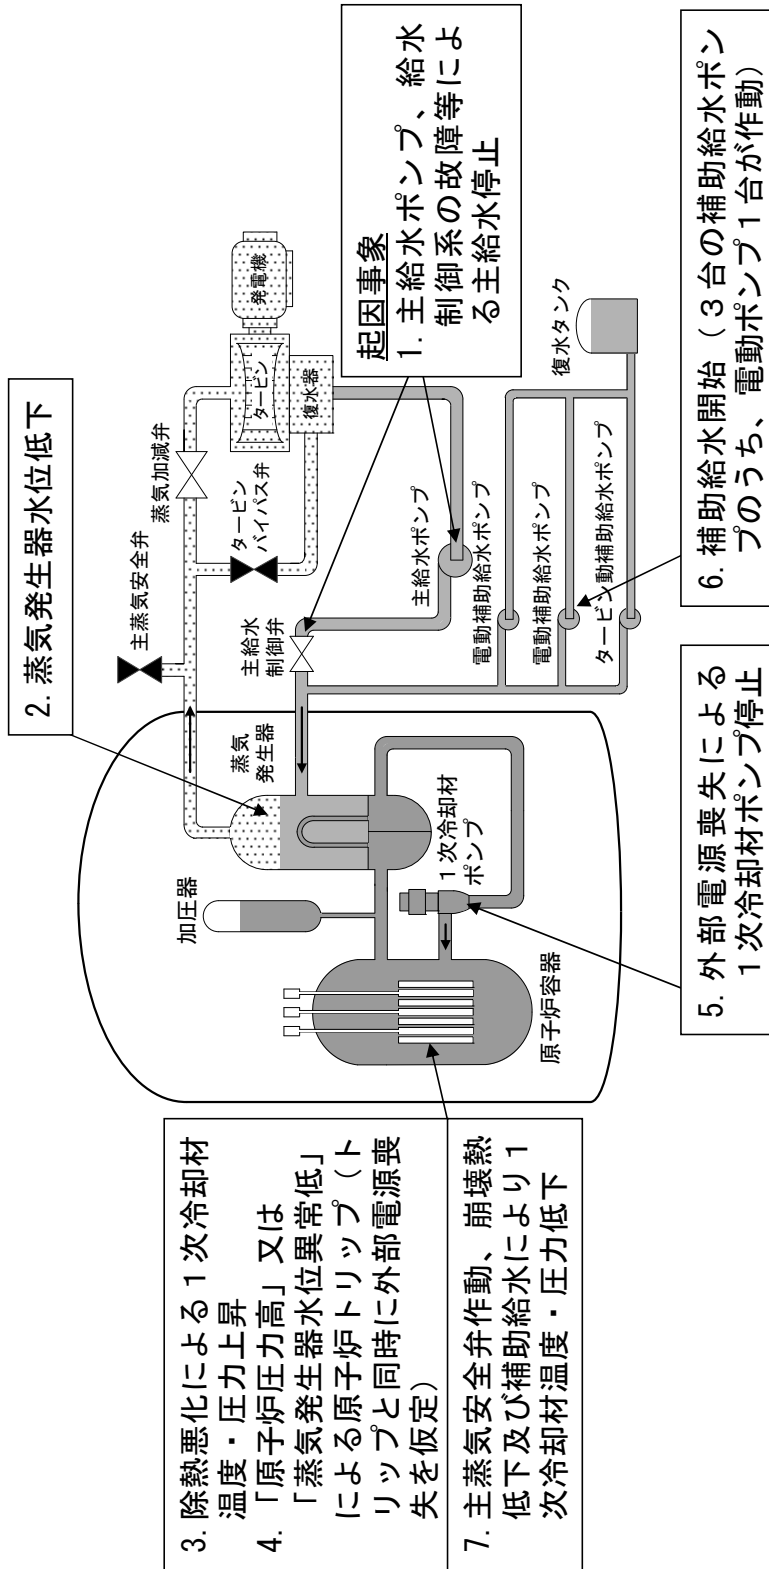 2. 蒸気発生器水位低下
3. 除熱悪化による１次冷却材
温度・圧力上昇
4. 「原子炉圧力高」又は
「蒸気発生器水位異常低」
による原子炉トリップ（ト
リップと同時に外部電源喪
失を仮定）
7. 主蒸気安全弁作動、崩壊熱
低下及び補助給水により１
次冷却材温度・圧力低下
起因事象
1. 主給水ポンプ、給水
制御系の故障等によ
る主給水停止
5. 外部電源喪失による
１次冷却材ポンプ停止
6. 補助給水開始（３台の補助給水ポン
プのうち、電動ポンプ１台が作動）
主蒸気安全弁
蒸気加減弁
タービン
バイパス弁
タービン
発電機
復水器
加圧器
蒸気
発生器
主給水
制御弁
主給水ポンプ
電動補助給水ポンプ
電動補助給水ポンプ
タービン動補助給水ポンプ
復水タンク
１次冷却材
ポンプ
原子炉容器